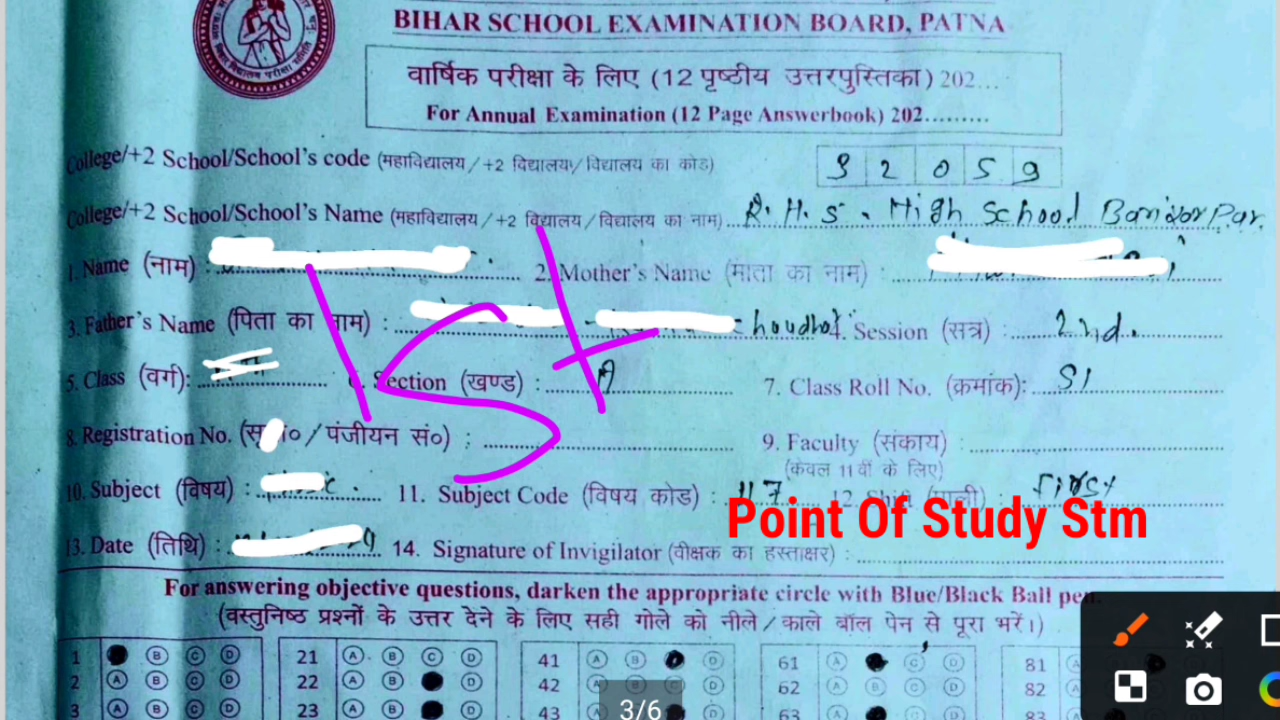 BIHAR SCHOOL EXAMINATION BOARD, PATNA
वार्षिक परीक्षा के लिए (12 पृष्ठीय उत्तरपुस्तिका) 202...
For Annual Examination (12 Page Answerbook) 202.........
College/+2 School/School's code (महाविद्यालय / +2 विद्यालय/ विद्यालय का कोड) 32059
College/+2 School/School's Name (महाविद्यालय / +2 विद्यालय / विद्यालय का नाम) R. H. S. High School
1. Name (नाम) : 2. Mother's Name (माता का नाम) :
3. Father's Name (पिता का नाम) : 4. Session (सत्र) : 2nd.
5. Class (वर्ग): 6. Section (खण्ड) : A 7. Class Roll No. (क्रमांक): 51
8. Registration No. / पंजीयन सं०) : 9. Faculty (संकाय) :
(केवल 11वीं के लिए)
10. Subject (विषय) : 11. Subject Code (विषय कोड) : 117 12. Shift (पाली) : First
Point Of Study Stm
13. Date (तिथि) : 14. Signature of Invigilator (वीक्षक का हस्ताक्षर) :
For answering objective questions, darken the appropriate circle with Blue/Black Ball pen.
(वस्तुनिष्ठ प्रश्नों के उत्तर देने के लिए सही गोले को नीले / काले बॉल पेन से पूरा भरें।)
1 B C D 21 A B C D 41 A B D 61 A C D 81
2 A B C D 22 A B D 42 A C D 62 A B C D 82
3 A B C D 23 A B D 43 63 83
3/6
1st